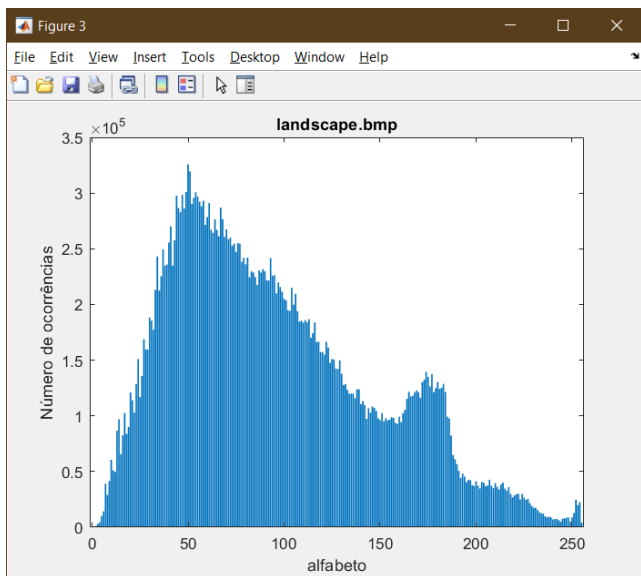 Figure 3
File Edit View Insert Tools Desktop Window Help
×10^5
landscape.bmp
3.5
3
2.5
2
1.5
1
0.5
0
Número de ocorrências
0 50 100 150 200 250
alfabeto